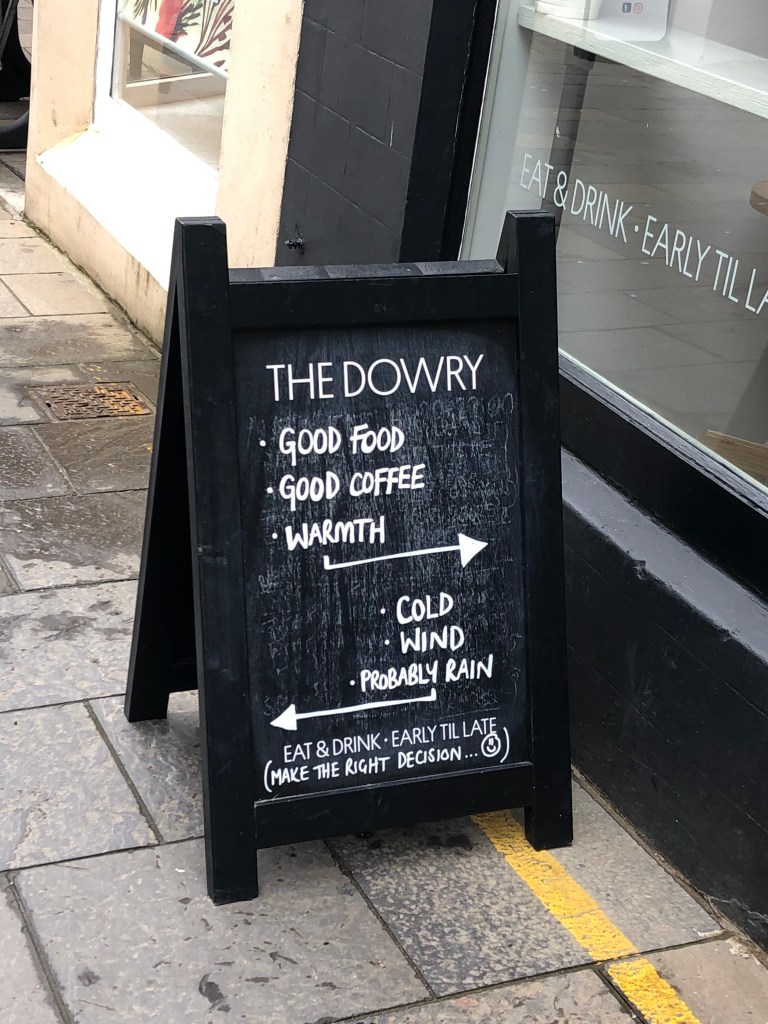 THE DOWRY
· GOOD FOOD
· GOOD COFFEE
· WARMTH
· COLD
· WIND
· PROBABLY RAIN
EAT & DRINK · EARLY TIL LATE
(MAKE THE RIGHT DECISION... )
EAT & DRINK · EARLY TIL LA